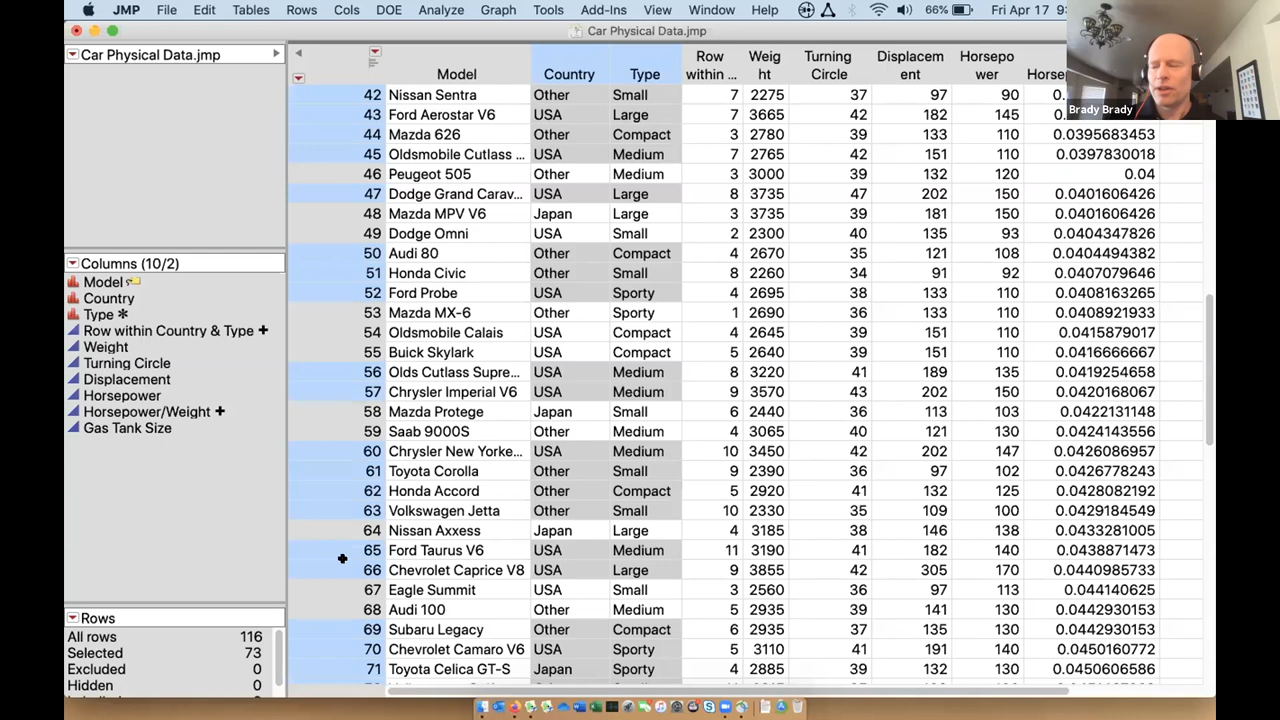 JMP File Edit Tables Rows Cols DOE Analyze Graph Tools Add-Ins View Window Help 66% Fri Apr 17 9:
Car Physical Data.jmp
Brady Brady
Car Physical Data.jmp
Columns (10/2)
Model
Country
Type *
Row within Country & Type +
Weight
Turning Circle
Displacement
Horsepower
Horsepower/Weight +
Gas Tank Size
Rows
All rows 116
Selected 73
Excluded 0
Hidden 0
Model Country Type Row within ... Weig ht Turning Circle Displacem ent Horsepo wer
42 Nissan Sentra Other Small 7 2275 37 97 90
43 Ford Aerostar V6 USA Large 7 3665 42 182 145
44 Mazda 626 Other Compact 3 2780 39 133 110 0.0395683453
45 Oldsmobile Cutlass ... USA Medium 7 2765 42 151 110 0.0397830018
46 Peugeot 505 Other Medium 3 3000 39 132 120 0.04
47 Dodge Grand Carav... USA Large 8 3735 47 202 150 0.0401606426
48 Mazda MPV V6 Japan Large 3 3735 39 181 150 0.0401606426
49 Dodge Omni USA Small 2 2300 40 135 93 0.0404347826
50 Audi 80 Other Compact 4 2670 35 121 108 0.0404494382
51 Honda Civic Other Small 8 2260 34 91 92 0.0407079646
52 Ford Probe USA Sporty 4 2695 38 133 110 0.0408163265
53 Mazda MX-6 Other Sporty 1 2690 36 133 110 0.0408921933
54 Oldsmobile Calais USA Compact 4 2645 39 151 110 0.0415879017
55 Buick Skylark USA Compact 5 2640 39 151 110 0.0416666667
56 Olds Cutlass Supre... USA Medium 8 3220 41 189 135 0.0419254658
57 Chrysler Imperial V6 USA Medium 9 3570 43 202 150 0.0420168067
58 Mazda Protege Japan Small 6 2440 36 113 103 0.0422131148
59 Saab 9000S Other Medium 4 3065 40 121 130 0.0424143556
60 Chrysler New Yorke... USA Medium 10 3450 42 202 147 0.0426086957
61 Toyota Corolla Other Small 9 2390 36 97 102 0.0426778243
62 Honda Accord Other Compact 5 2920 41 132 125 0.0428082192
63 Volkswagen Jetta Other Small 10 2330 35 109 100 0.0429184549
64 Nissan Axxess Japan Large 4 3185 38 146 138 0.0433281005
65 Ford Taurus V6 USA Medium 11 3190 41 182 140 0.0438871473
66 Chevrolet Caprice V8 USA Large 9 3855 42 305 170 0.0440985733
67 Eagle Summit USA Small 3 2560 36 97 113 0.044140625
68 Audi 100 Other Medium 5 2935 39 141 130 0.0442930153
69 Subaru Legacy Other Compact 6 2935 37 135 130 0.0442930153
70 Chevrolet Camaro V6 USA Sporty 5 3110 41 191 140 0.0450160772
71 Toyota Celica GT-S Japan Sporty 4 2885 39 132 130 0.0450606586